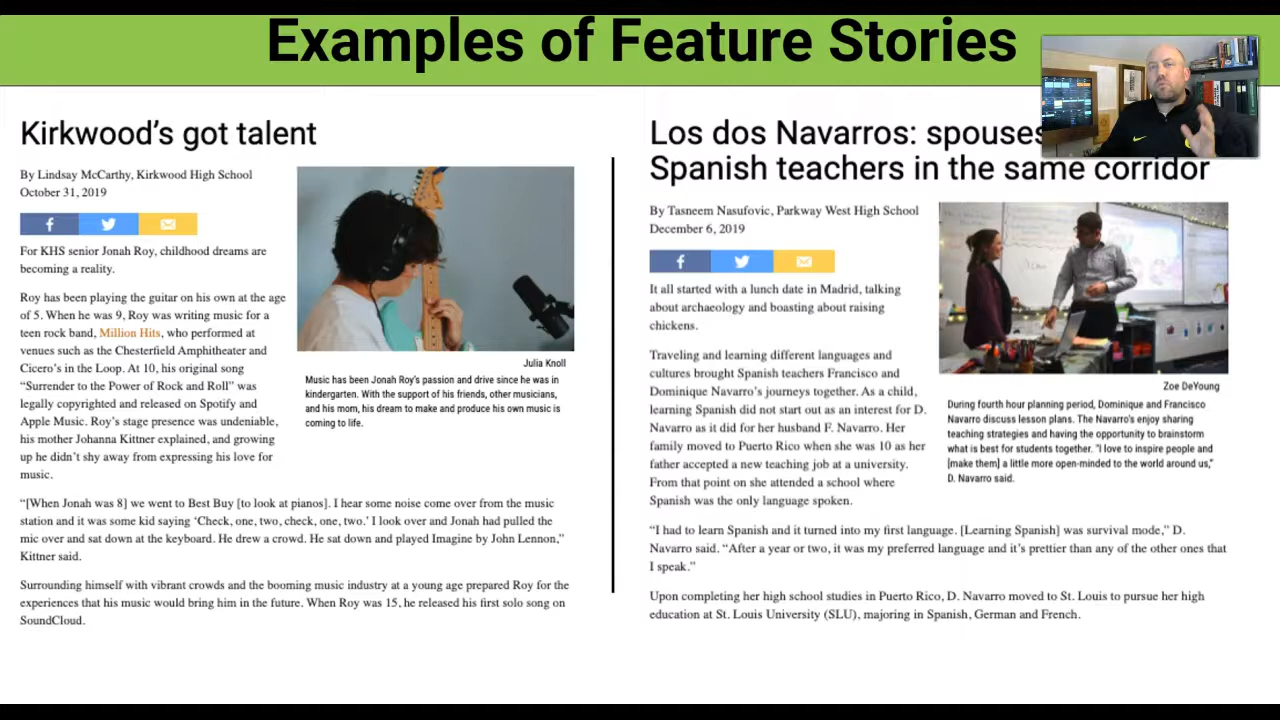 Examples of Feature Stories
Kirkwood's got talent
By Lindsay McCarthy, Kirkwood High School
October 31, 2019
For KHS senior Jonah Roy, childhood dreams are
becoming a reality.
Roy has been playing the guitar on his own at the age
of 5. When he was 9, Roy was writing music for a
teen rock band, Million Hits, who performed at
venues such as the Chesterfield Amphitheater and
Cicero's in the Loop. At 10, his original song
“Surrender to the Power of Rock and Roll” was
legally copyrighted and released on Spotify and
Apple Music. Roy's stage presence was undeniable,
his mother Johanna Kittner explained, and growing
up he didn't shy away from expressing his love for
music.
Julia Knoll
Music has been Jonah Roy's passion and drive since he was in
kindergarten. With the support of his friends, other musicians,
and his mom, his dream to make and produce his own music is
coming to life.
“[When Jonah was 8] we went to Best Buy [to look at pianos]. I hear some noise come over from the music
station and it was some kid saying ‘Check, one, two, check, one, two.’ I look over and Jonah had pulled the
mic over and sat down at the keyboard. He drew a crowd. He sat down and played Imagine by John Lennon,”
Kittner said.
Surrounding himself with vibrant crowds and the booming music industry at a young age prepared Roy for the
experiences that his music would bring him in the future. When Roy was 15, he released his first solo song on
SoundCloud.
Los dos Navarros: spouses
Spanish teachers in the same corridor
By Tasneem Nasufovic, Parkway West High School
December 6, 2019
It all started with a lunch date in Madrid, talking
about archaeology and boasting about raising
chickens.
Traveling and learning different languages and
cultures brought Spanish teachers Francisco and
Dominique Navarro's journeys together. As a child,
learning Spanish did not start out as an interest for D.
Navarro as it did for her husband F. Navarro. Her
family moved to Puerto Rico when she was 10 as her
father accepted a new teaching job at a university.
From that point on she attended a school where
Spanish was the only language spoken.
Zoe DeYoung
During fourth hour planning period, Dominique and Francisco
Navarro discuss lesson plans. The Navarro's enjoy sharing
teaching strategies and having the opportunity to brainstorm
what is best for students together. “I love to inspire people and
[make them] a little more open-minded to the world around us,”
D. Navarro said.
“I had to learn Spanish and it turned into my first language. [Learning Spanish] was survival mode,” D.
Navarro said. “After a year or two, it was my preferred language and it's prettier than any of the other ones that
I speak.”
Upon completing her high school studies in Puerto Rico, D. Navarro moved to St. Louis to pursue her high
education at St. Louis University (SLU), majoring in Spanish, German and French.